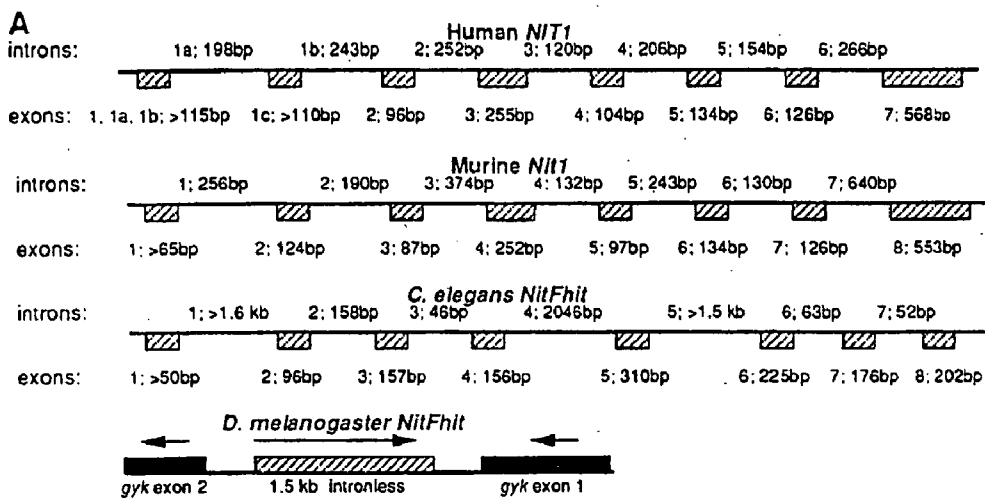 A
Human NIT1
introns: 1a; 198bp 1b; 243bp 2; 252bp 3; 120bp 4; 206bp 5; 154bp 6; 266bp
exons: 1, 1a, 1b; >115bp 1c; >110bp 2; 96bp 3; 255bp 4; 104bp 5; 134bp 6; 126bp 7; 568bp
Murine Nit1
introns: 1; 256bp 2; 190bp 3; 374bp 4; 132bp 5; 243bp 6; 130bp 7; 640bp
exons: 1; >65bp 2; 124bp 3; 87bp 4; 252bp 5; 97bp 6; 134bp 7; 126bp 8; 553bp
C. elegans NitFhit
introns: 1; >1.6 kb 2; 158bp 3; 46bp 4; 2046bp 5; >1.5 kb 6; 63bp 7; 52bp
exons: 1; >50bp 2; 96bp 3; 157bp 4; 156bp 5; 310bp 6; 225bp 7; 176bp 8; 202bp
D. melanogaster NitFhit
gyk exon 2 1.5 kb intronless gyk exon 1